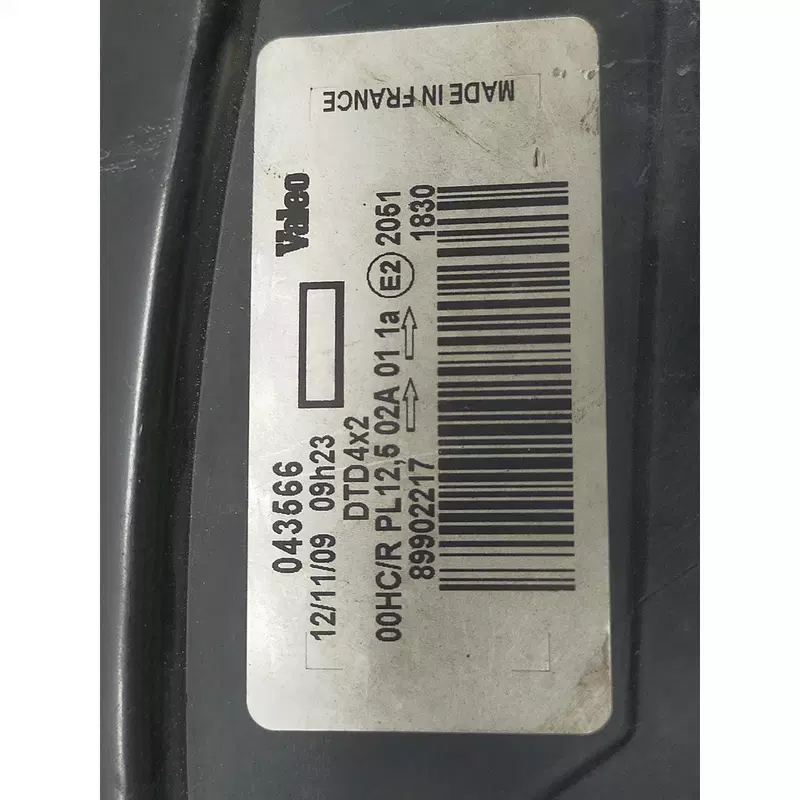 043566
Valeo
12/11/09 09h23
DTD4x2
00HC/R PL12,5 02A 01 1a E2 2051
89902217
1830
MADE IN FRANCE